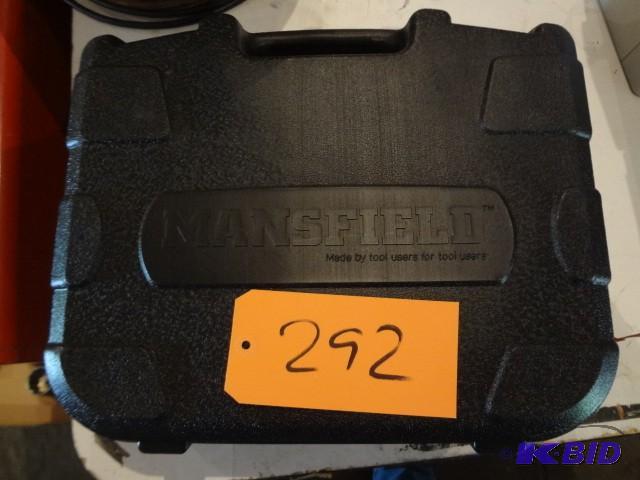 MANSFIELD™
Made by tool users for tool users
292
K-BID